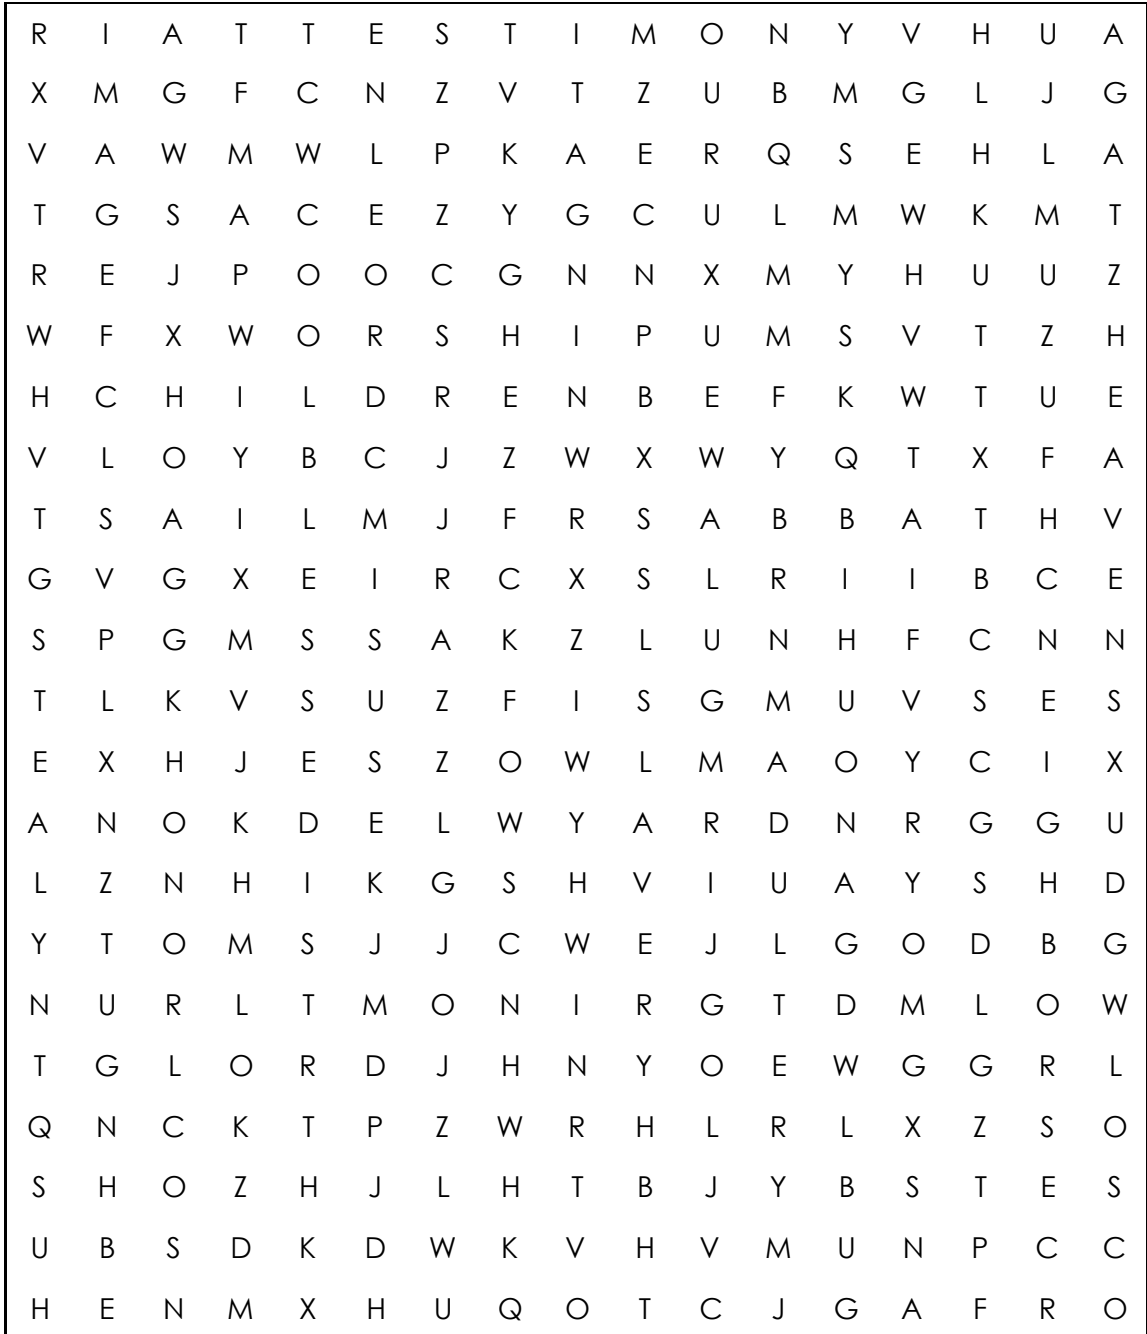 R I A T T E S T I M O N Y V H U A
X M G F C N Z V T Z U B M G L J G
V A W M W L P K A E R Q S E H L A
T G S A C E Z Y G C U L M W K M T
R E J P O O C G N N X M Y H U U Z
W F X W O R S H I P U M S V T Z H
H C H I L D R E N B E F K W T U E
V L O Y B C J Z W X W Y Q T X F A
T S A I L M J F R S A B B A T H V
G V G X E I R C X S L R I I B C E
S P G M S S A K Z L U N H F C N N
T L K V S U Z F I S G M U V S E S
E X H J E S Z O W L M A O Y C I X
A N O K D E L W Y A R D N R G G U
L Z N H I K G S H V I U A Y S H D
Y T O M S J J C W E J L G O D B G
N U R L T M O N I R G T D M L O W
T G L O R D J H N Y O E W G G R L
Q N C K T P Z W R H L R L X Z S O
S H O Z H J L H T B J Y B S T E S
U B S D K D W K V H V M U N P C C
H E N M X H U Q O T C J G A F R O